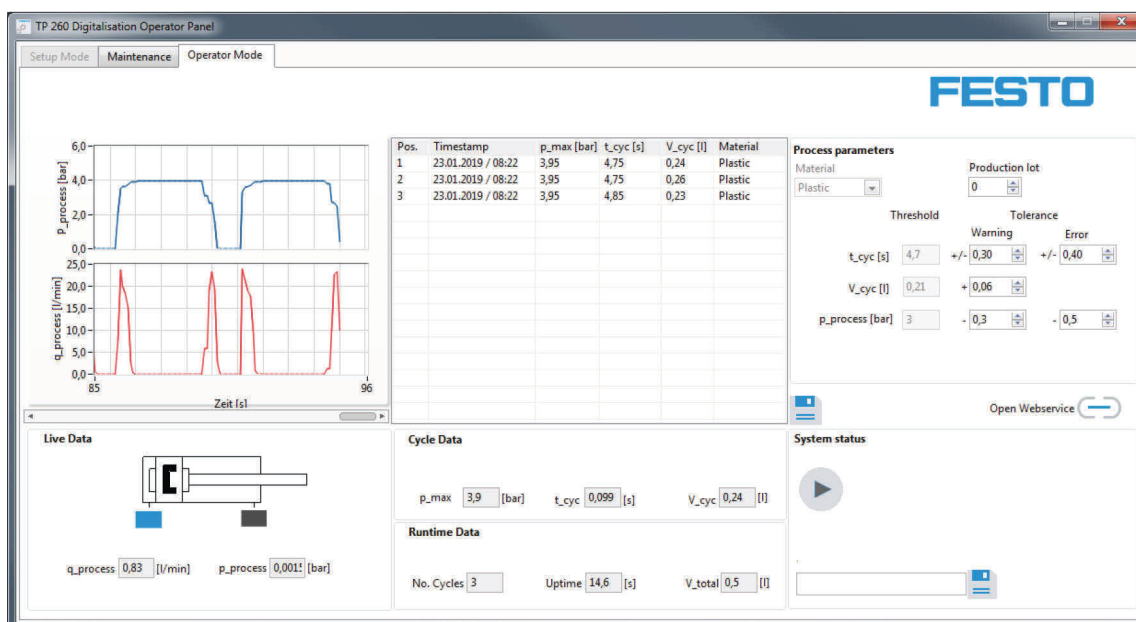 TP 260 Digitalisation Operator Panel
Setup Mode Maintenance Operator Mode
FESTO
6,0
4,0
2,0
0,0
p_process [bar]
25,0
20,0
15,0
10,0
5,0
0,0
q_process [l/min]
85 96
Zeit [s]
Pos. Timestamp p_max [bar] t_cyc [s] V_cyc [l] Material
1 23.01.2019 / 08:22 3,95 4,75 0,24 Plastic
2 23.01.2019 / 08:22 3,95 4,75 0,26 Plastic
3 23.01.2019 / 08:22 3,95 4,85 0,23 Plastic
Process parameters
Material Production lot
Plastic 0
Threshold Tolerance
Warning Error
t_cyc [s] 4,7 +/- 0,30 +/- 0,40
V_cyc [l] 0,21 + 0,06
p_process [bar] 3 - 0,3 - 0,5
Open Webservice
Live Data
q_process 0,83 [l/min] p_process [bar]
Cycle Data
p_max 3,9 [bar] t_cyc 0,099 [s] V_cyc 0,24 [l]
Runtime Data
No. Cycles 3 Uptime 14,6 [s] V_total 0,5 [l]
System status